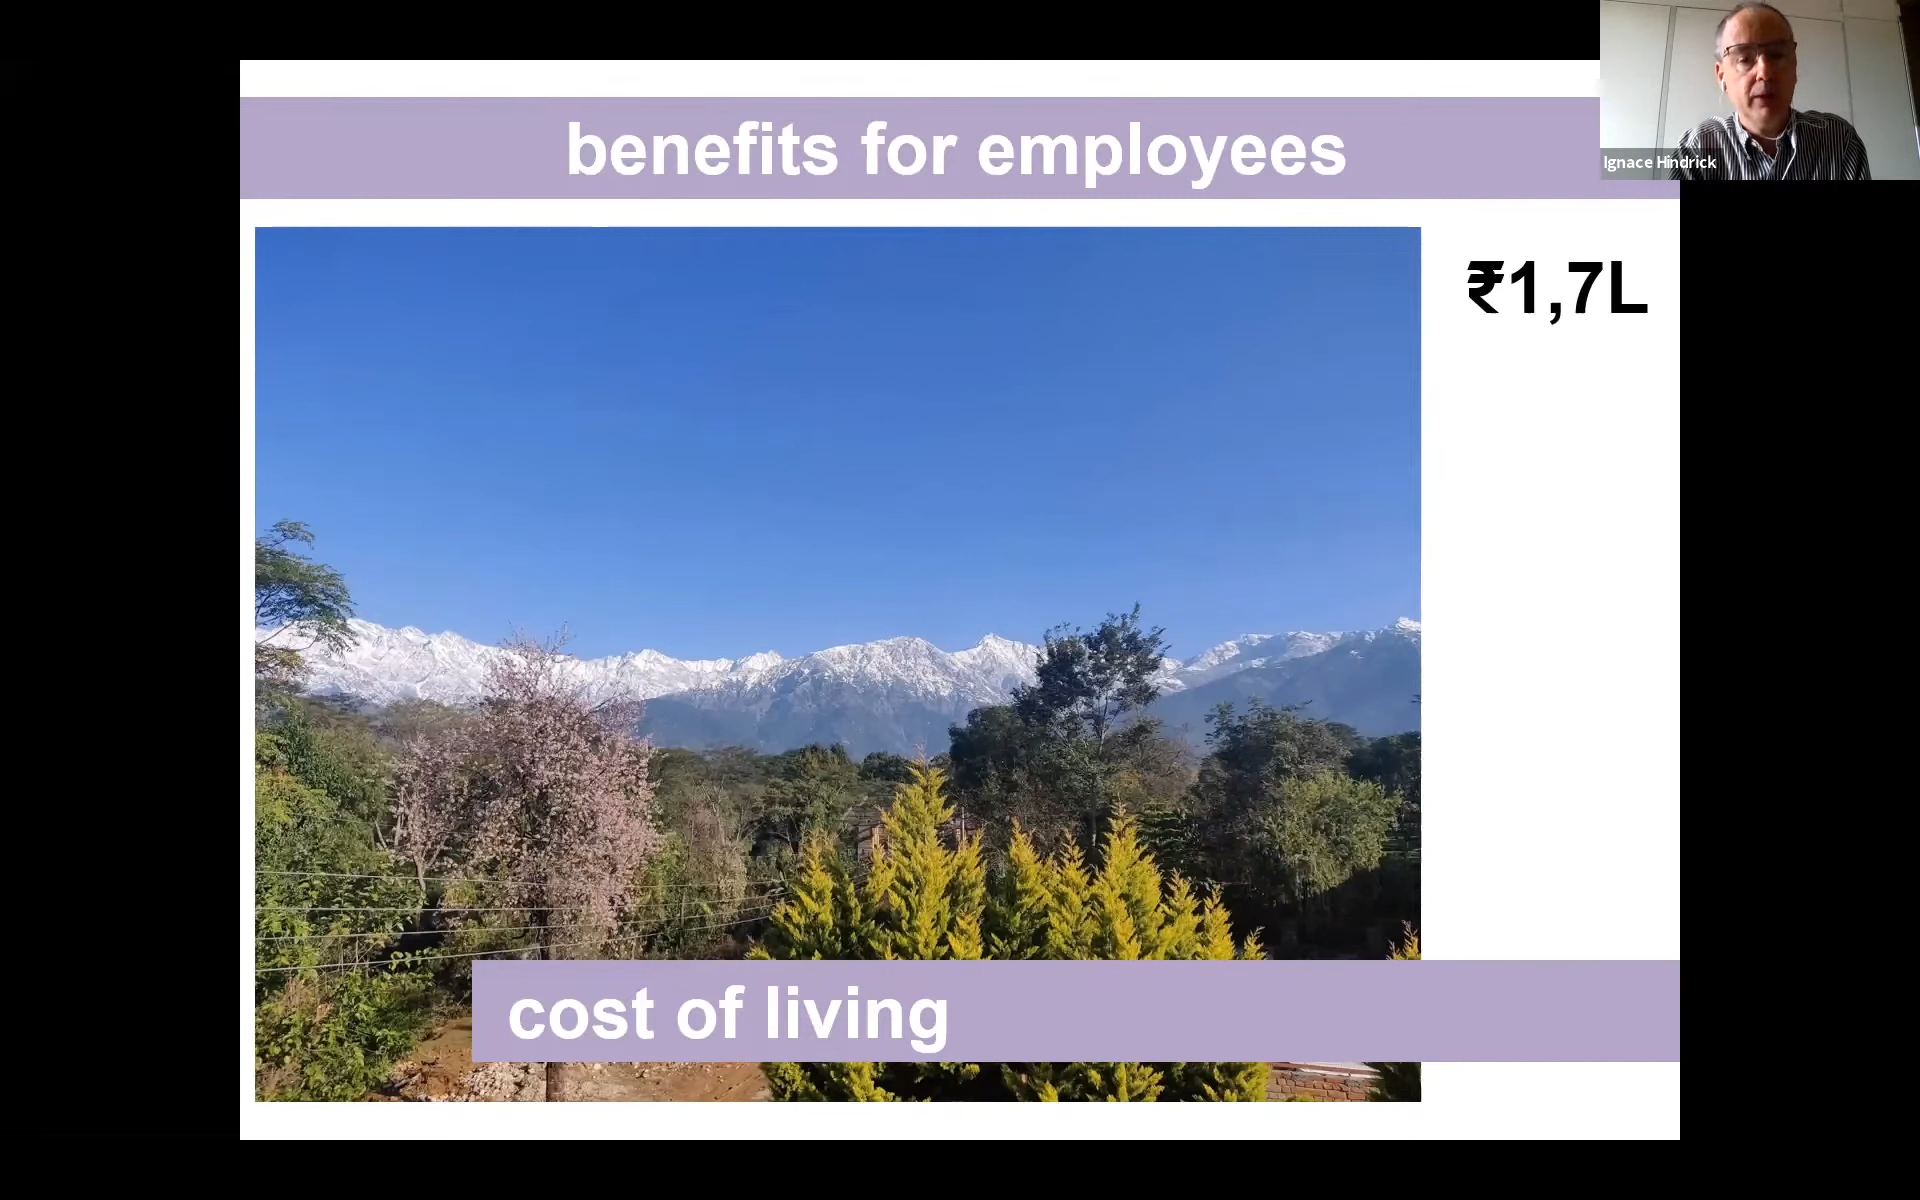 benefits for employees
Ignace Hindrick
₹1,7L
cost of living